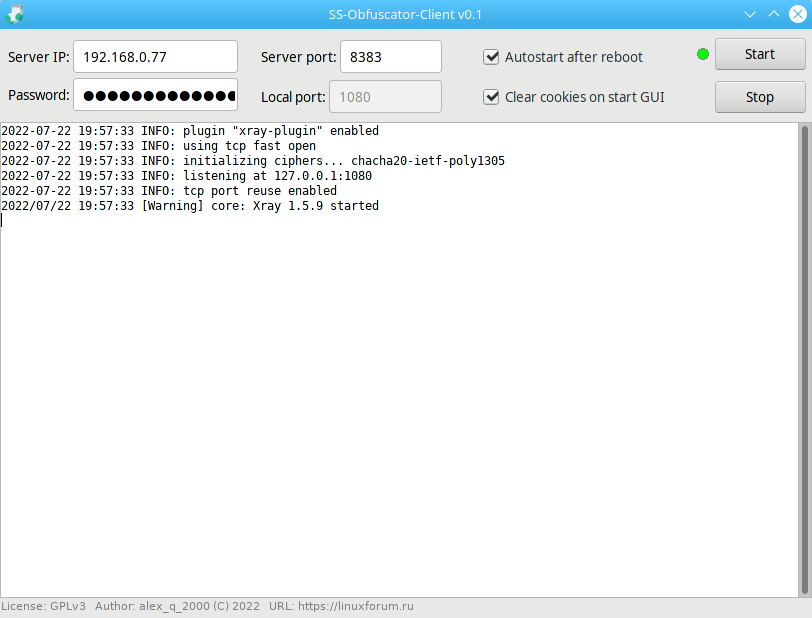 SS-Obfuscator-Client v0.1
Server IP: 192.168.0.77 Server port: 8383 Autostart after reboot Start
Password: ●●●●●●●●●●●●● Local port: 1080 Clear cookies on start GUI Stop
2022-07-22 19:57:33 INFO: plugin "xray-plugin" enabled
2022-07-22 19:57:33 INFO: using tcp fast open
2022-07-22 19:57:33 INFO: initializing ciphers... chacha20-ietf-poly1305
2022-07-22 19:57:33 INFO: listening at 127.0.0.1:1080
2022-07-22 19:57:33 INFO: tcp port reuse enabled
2022/07/22 19:57:33 [Warning] core: Xray 1.5.9 started
License: GPLv3 Author: alex_q_2000 (C) 2022 URL: https://linuxforum.ru